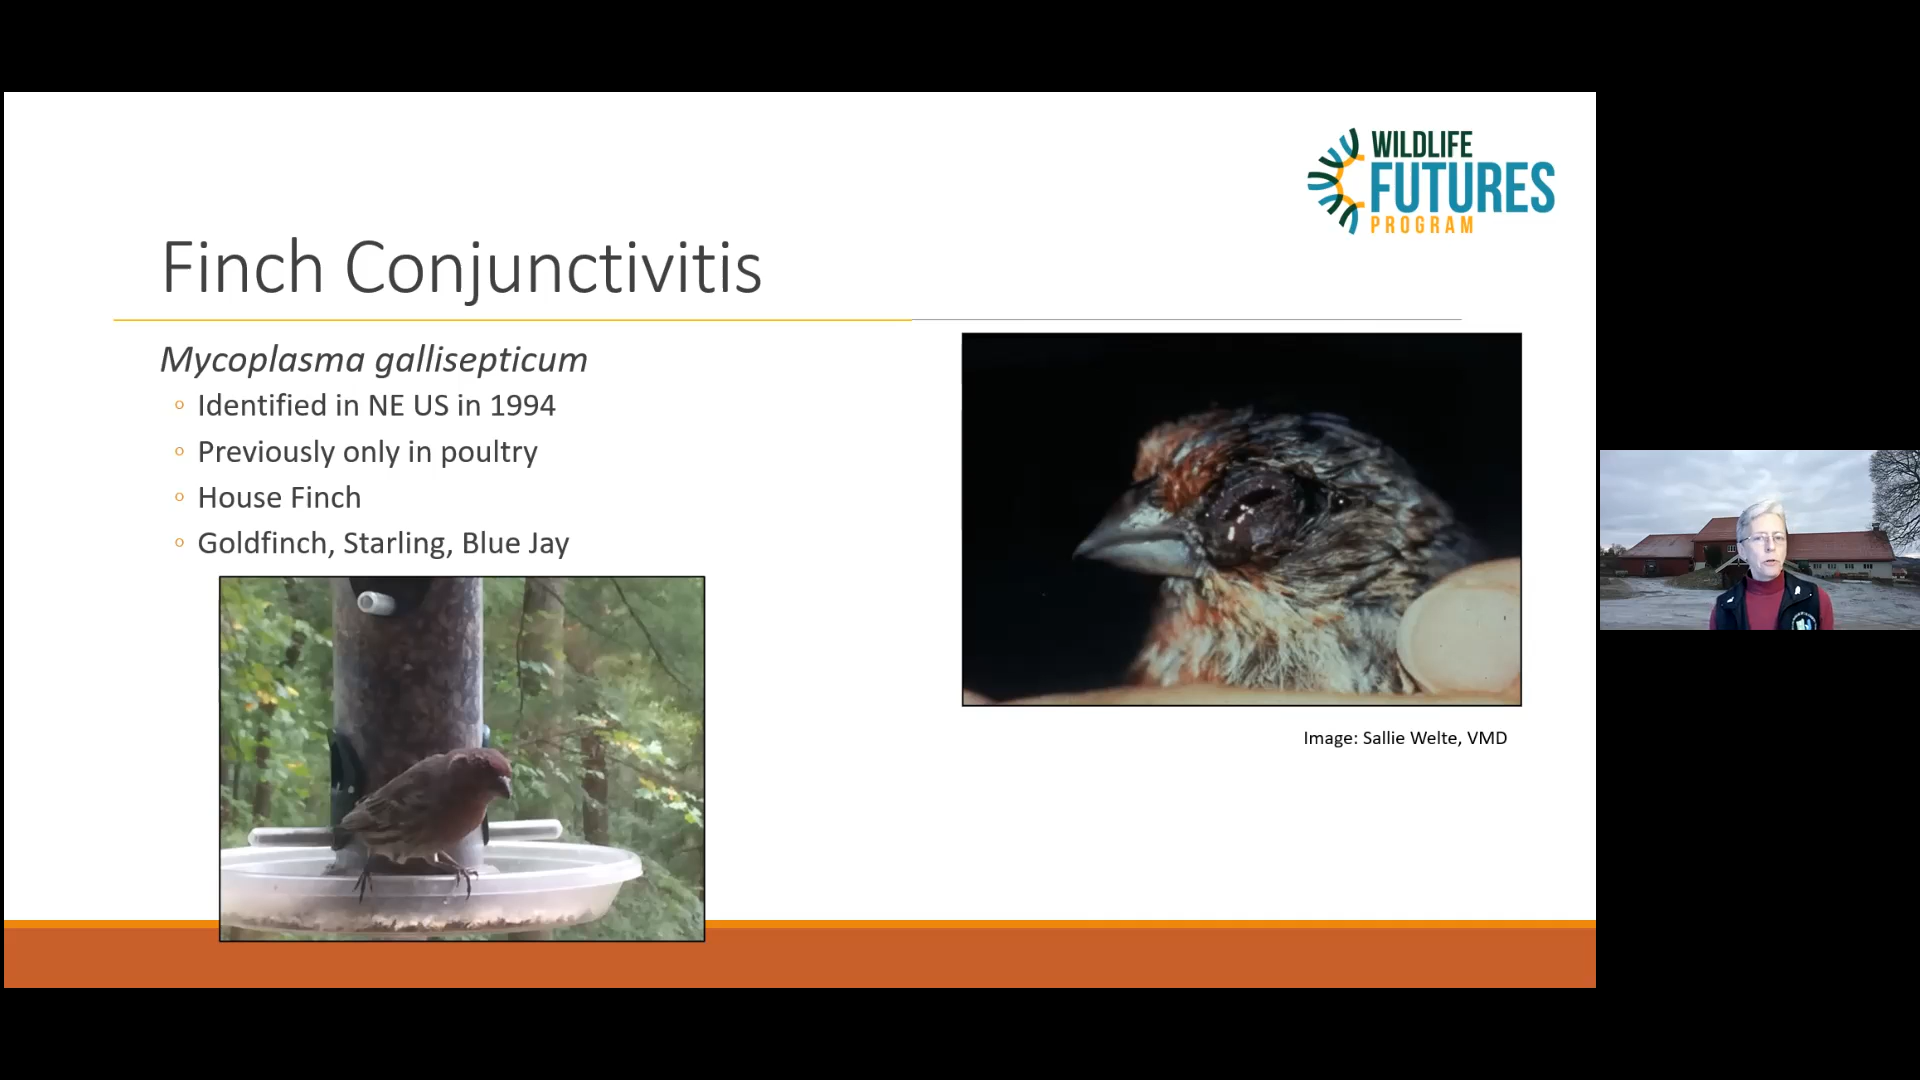 WILDLIFE
FUTURES
PROGRAM
Finch Conjunctivitis
Mycoplasma gallisepticum
Identified in NE US in 1994
Previously only in poultry
House Finch
Goldfinch, Starling, Blue Jay
Image: Sallie Welte, VMD